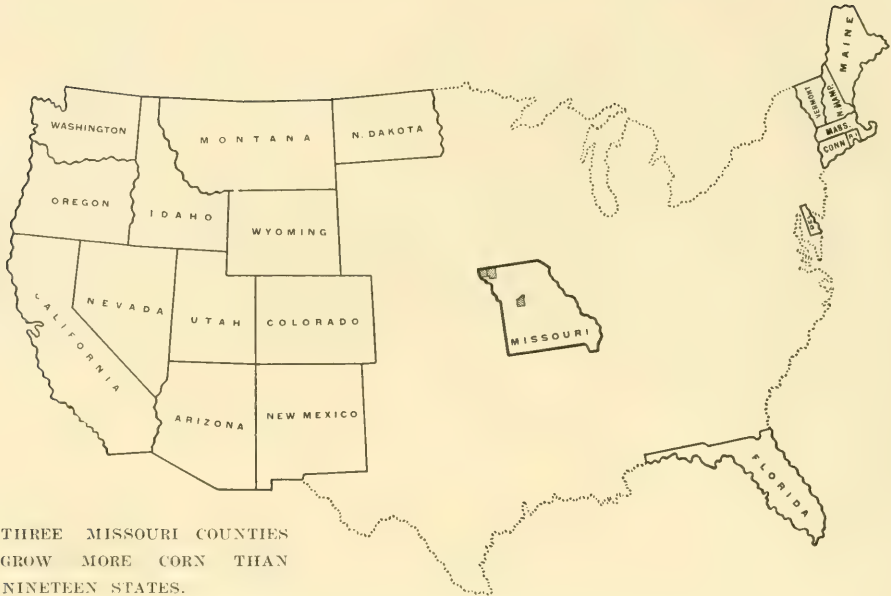 MAINE
VERMONT
N. HAMP.
MASS.
CONN
R.I
DEL
WASHINGTON
MONTANA
N. DAKOTA
OREGON
IDAHO
WYOMING
CALIFORNIA
NEVADA
UTAH
COLORADO
MISSOURI
ARIZONA
NEW MEXICO
FLORIDA
THREE MISSOURI COUNTIES
GROW MORE CORN THAN
NINETEEN STATES.